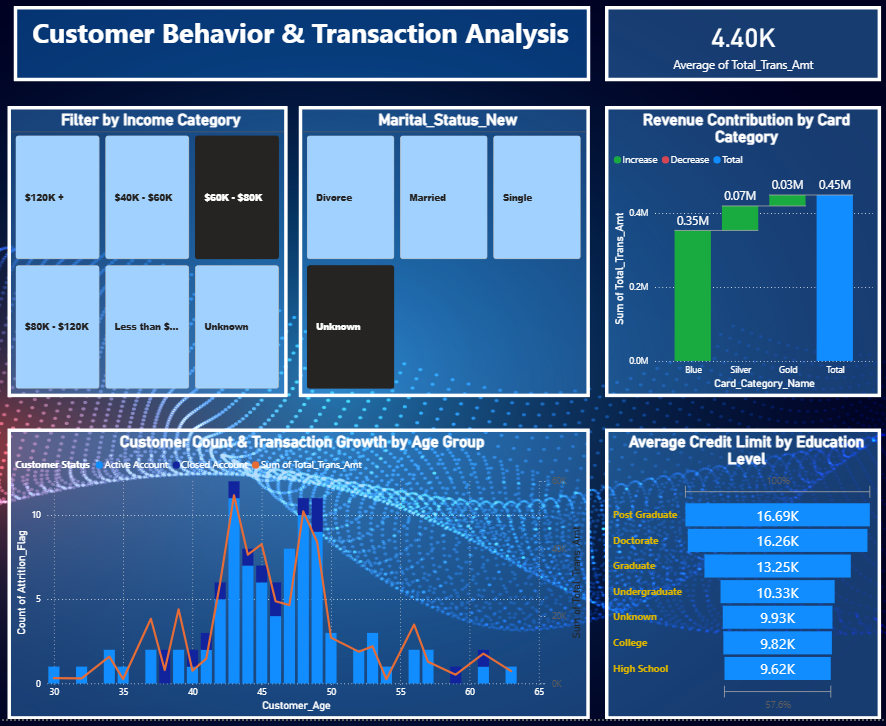 Customer Behavior & Transaction Analysis
4.40K
Average of Total_Trans_Amt
Filter by Income Category
$120K +
$40K - $60K
$60K - $80K
$80K - $120K
Less than $...
Unknown
Marital_Status_New
Divorce
Married
Single
Unknown
Revenue Contribution by Card
Category
Increase Decrease Total
Sum of Total_Trans_Amt
0.4M
0.2M
0.0M
0.35M
0.07M
0.03M
0.45M
Blue
Silver
Gold
Total
Card_Category_Name
Customer Count & Transaction Growth by Age Group
Customer Status Active Account Closed Account Sum of Total_Trans_Amt
Count of Attrition_Flag
10
5
0
30
35
40
45
50
55
60
65
Customer_Age
20K
0K
Sum of Total_Trans_Amt
Average Credit Limit by Education
Level
100%
Post Graduate 16.69K
Doctorate 16.26K
Graduate 13.25K
Undergraduate 10.33K
Unknown 9.93K
College 9.82K
High School 9.62K
57.6%